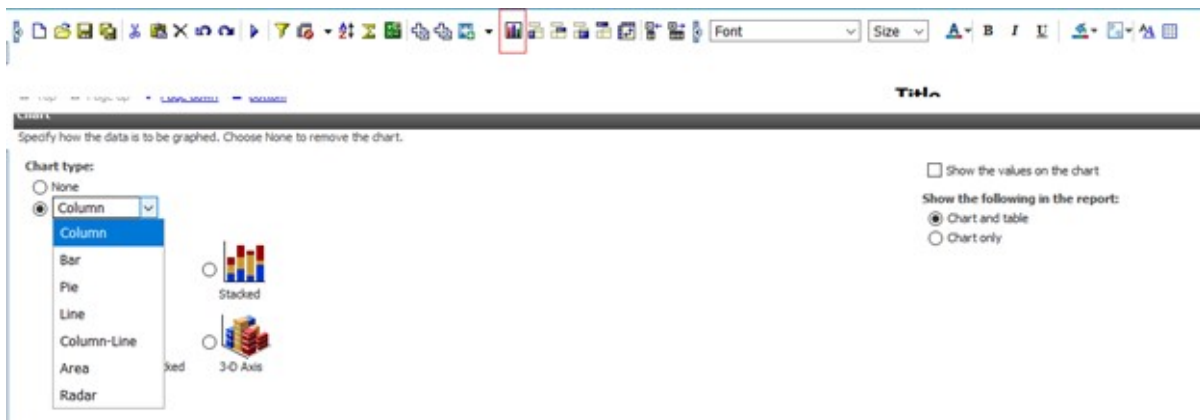 Font
Size
A
B
I
U
Title
Chart
Specify how the data is to be graphed. Choose None to remove the chart.
Chart type:
None
Column
Column
Bar
Pie
Line
Column-Line
Area
Radar
Stacked
3-D Axis
Show the values on the chart
Show the following in the report:
Chart and table
Chart only